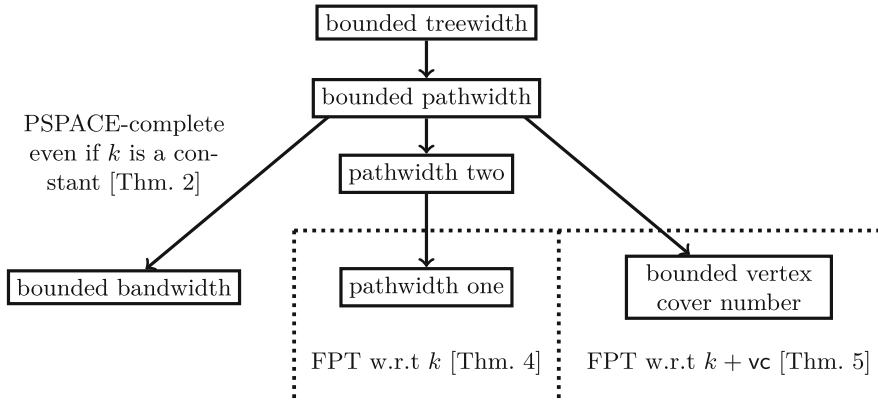 bounded treewidth
bounded pathwidth
PSPACE-complete
even if k is a con-
stant [Thm. 2]
pathwidth two
bounded bandwidth
pathwidth one
bounded vertex
cover number
FPT w.r.t k [Thm. 4]
FPT w.r.t k + vc [Thm. 5]